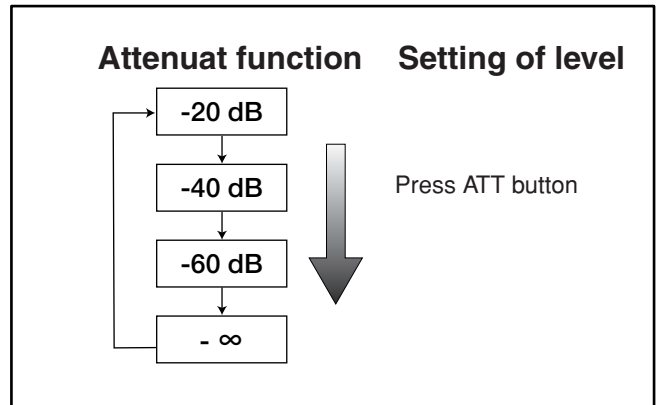 Attenuat function Setting of level
-20 dB
-40 dB
Press ATT button
-60 dB
- ∞